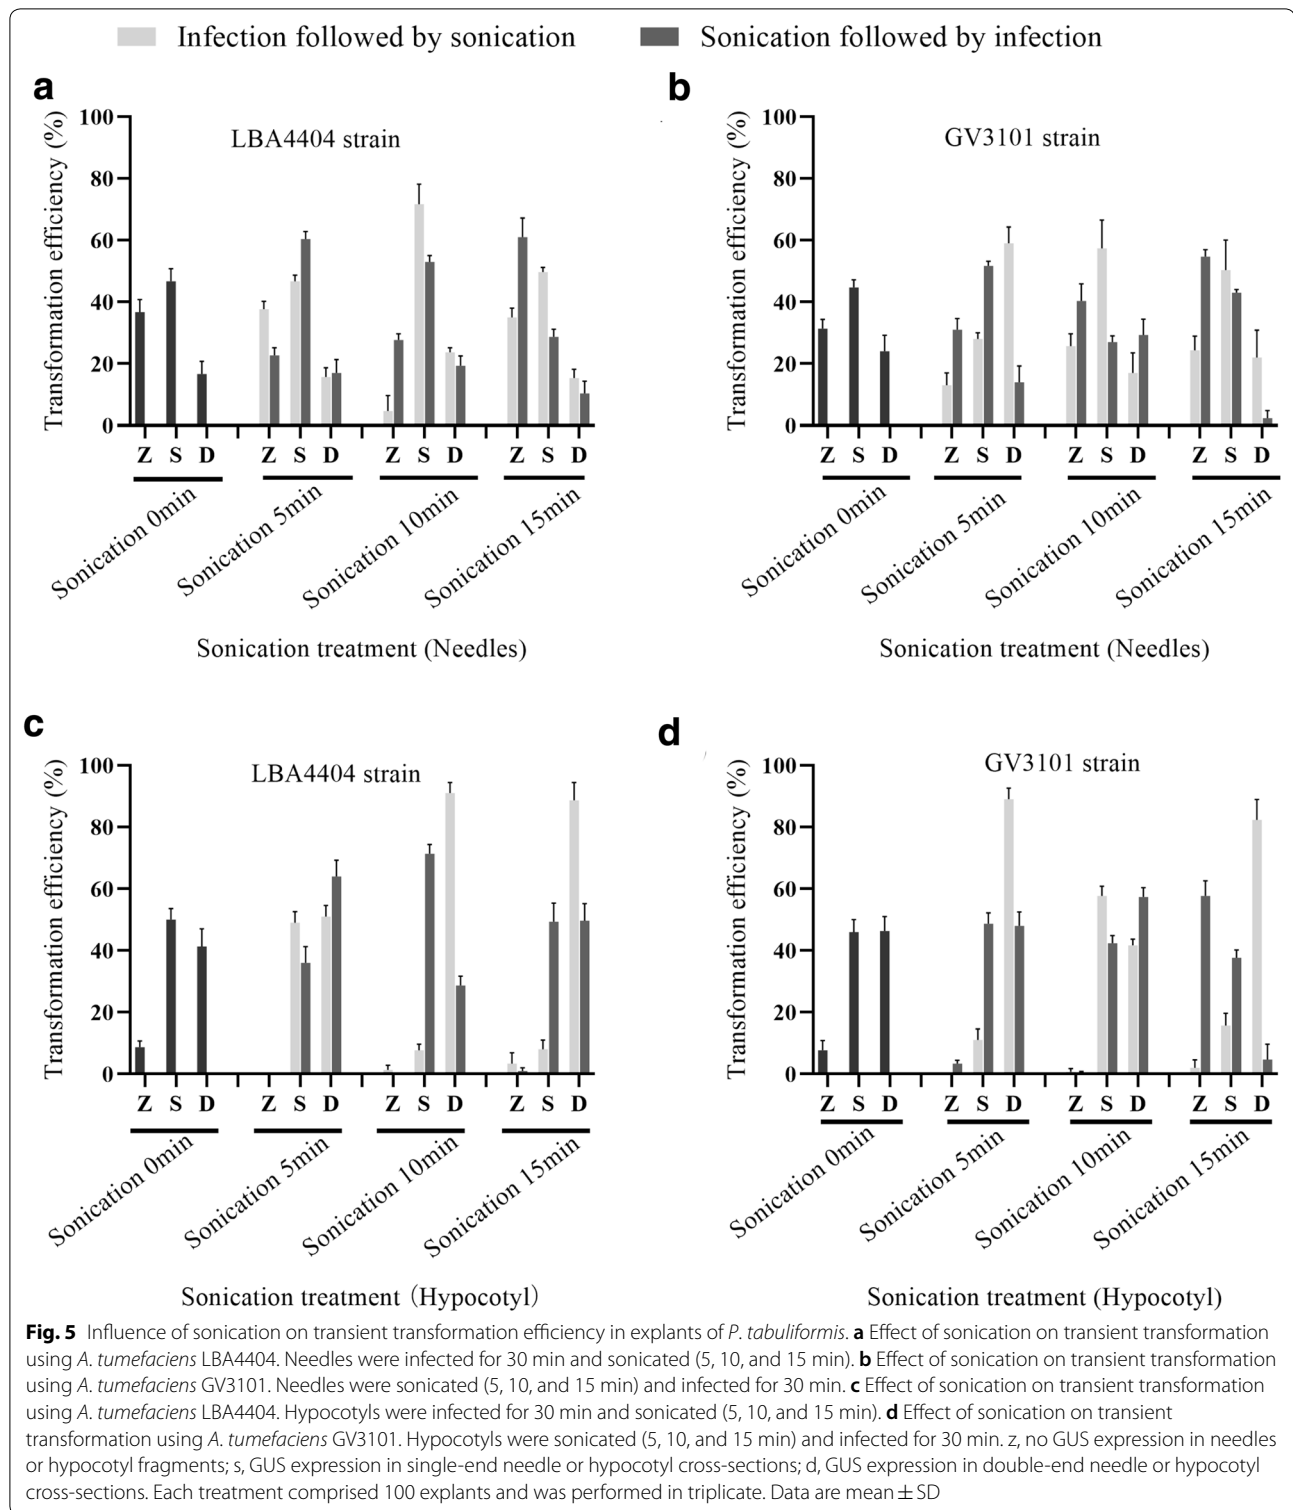 Infection followed by sonication Sonication followed by infection
a
LBA4404 strain
Transformation efficiency (%)
100
80
60
40
20
0
Z S D Z S D Z S D Z S D
Sonication 0min Sonication 5min Sonication 10min Sonication 15min
Sonication treatment (Needles)
b
GV3101 strain
Transformation efficiency (%)
100
80
60
40
20
0
Z S D Z S D Z S D Z S D
Sonication 0min Sonication 5min Sonication 10min Sonication 15min
Sonication treatment (Needles)
c
LBA4404 strain
Transformation efficiency (%)
100
80
60
40
20
0
Z S D Z S D Z S D Z S D
Sonication 0min Sonication 5min Sonication 10min Sonication 15min
Sonication treatment（Hypocotyl）
d
GV3101 strain
Transformation efficiency (%)
100
80
60
40
20
0
Z S D Z S D Z S D Z S D
Sonication 0min Sonication 5min Sonication 10min Sonication 15min
Sonication treatment (Hypocotyl)
Fig. 5 Influence of sonication on transient transformation efficiency in explants of P. tabuliformis. a Effect of sonication on transient transformation
using A. tumefaciens LBA4404. Needles were infected for 30 min and sonicated (5, 10, and 15 min). b Effect of sonication on transient transformation
using A. tumefaciens GV3101. Needles were sonicated (5, 10, and 15 min) and infected for 30 min. c Effect of sonication on transient transformation
using A. tumefaciens LBA4404. Hypocotyls were infected for 30 min and sonicated (5, 10, and 15 min). d Effect of sonication on transient
transformation using A. tumefaciens GV3101. Hypocotyls were sonicated (5, 10, and 15 min) and infected for 30 min. z, no GUS expression in needles
or hypocotyl fragments; s, GUS expression in single-end needle or hypocotyl cross-sections; d, GUS expression in double-end needle or hypocotyl
cross-sections. Each treatment comprised 100 explants and was performed in triplicate. Data are mean ± SD